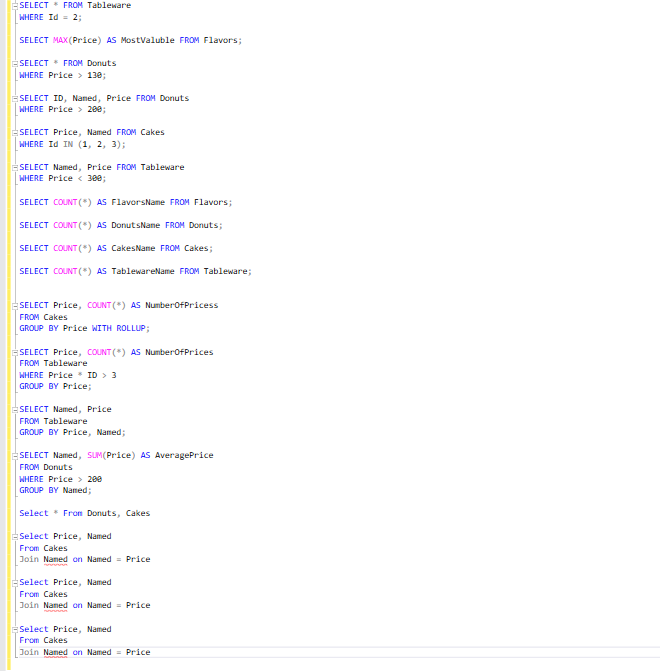 SELECT * FROM Tableware
WHERE Id = 2;
SELECT MAX(Price) AS MostValuble FROM Flavors;
SELECT * FROM Donuts
WHERE Price > 130;
SELECT ID, Named, Price FROM Donuts
WHERE Price > 200;
SELECT Price, Named FROM Cakes
WHERE Id IN (1, 2, 3);
SELECT Named, Price FROM Tableware
WHERE Price < 300;
SELECT COUNT(*) AS FlavorsName FROM Flavors;
SELECT COUNT(*) AS DonutsName FROM Donuts;
SELECT COUNT(*) AS CakesName FROM Cakes;
SELECT COUNT(*) AS TablewareName FROM Tableware;
SELECT Price, COUNT(*) AS NumberOfPricess
FROM Cakes
GROUP BY Price WITH ROLLUP;
SELECT Price, COUNT(*) AS NumberOfPrices
FROM Tableware
WHERE Price * ID > 3
GROUP BY Price;
SELECT Named, Price
FROM Tableware
GROUP BY Price, Named;
SELECT Named, SUM(Price) AS AveragePrice
FROM Donuts
WHERE Price > 200
GROUP BY Named;
Select * From Donuts, Cakes
Select Price, Named
From Cakes
Join Named on Named = Price
Select Price, Named
From Cakes
Join Named on Named = Price
Select Price, Named
From Cakes
Join Named on Named = Price